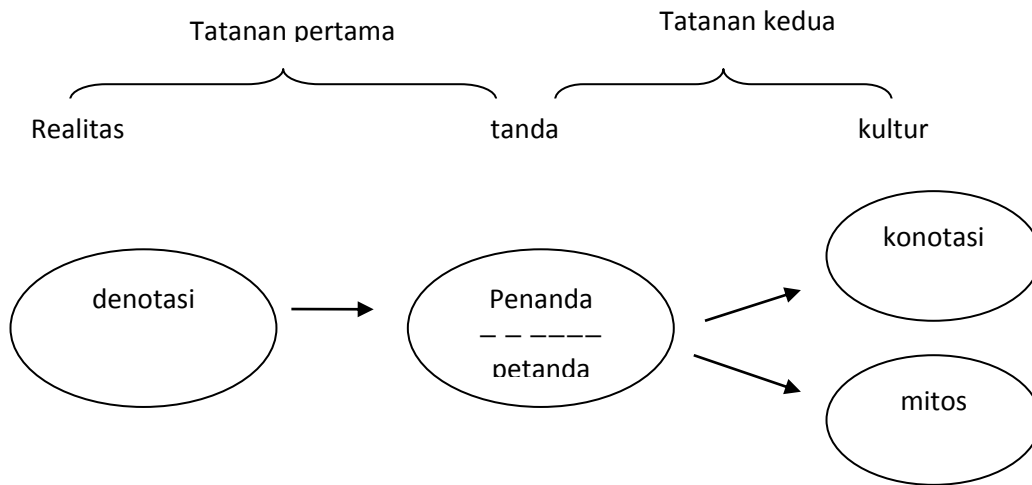 Tatanan pertama
Tatanan kedua
Realitas
tanda
kultur
denotasi
Penanda
petanda
konotasi
mitos